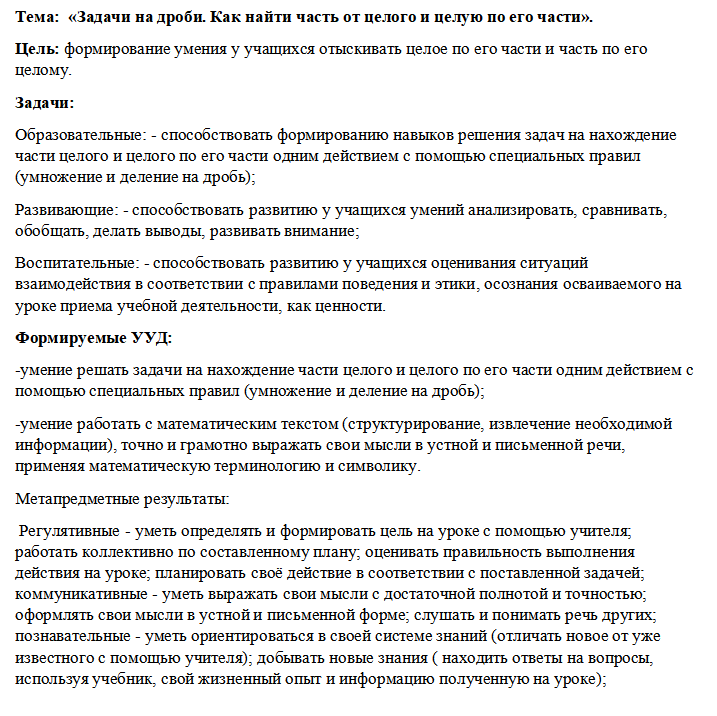 Тема:  «Задачи на дроби. Как найти часть от целого и целую по его части».
Цель: формирование умения у учащихся отыскивать целое по его части и часть по его
целому.
Задачи:
Образовательные: - способствовать формированию навыков решения задач на нахождение
части целого и целого по его части одним действием с помощью специальных правил
(умножение и деление на дробь);
Развивающие: - способствовать развитию у учащихся умений анализировать, сравнивать,
обобщать, делать выводы, развивать внимание;
Воспитательные: - способствовать развитию у учащихся оценивания ситуаций
взаимодействия в соответствии с правилами поведения и этики, осознания осваиваемого на
уроке приема учебной деятельности, как ценности.
Формируемые УУД:
-умение решать задачи на нахождение части целого и целого по его части одним действием с
помощью специальных правил (умножение и деление на дробь);
-умение работать с математическим текстом (структурирование, извлечение необходимой
информации), точно и грамотно выражать свои мысли в устной и письменной речи,
применяя математическую терминологию и символику.
Метапредметные результаты:
Регулятивные - уметь определять и формировать цель на уроке с помощью учителя;
работать коллективно по составленному плану; оценивать правильность выполнения
действия на уроке; планировать своё действие в соответствии с поставленной задачей;
коммуникативные - уметь выражать свои мысли с достаточной полнотой и точностью;
оформлять свои мысли в устной и письменной форме; слушать и понимать речь других;
познавательные - уметь ориентироваться в своей системе знаний (отличать новое от уже
известного с помощью учителя); добывать новые знания ( находить ответы на вопросы,
используя учебник, свой жизненный опыт и информацию полученную на уроке);